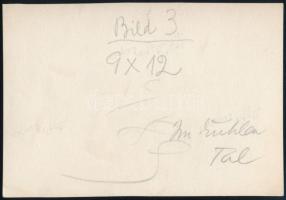 Bild 3
9 x 12
Im kühlen
Tal